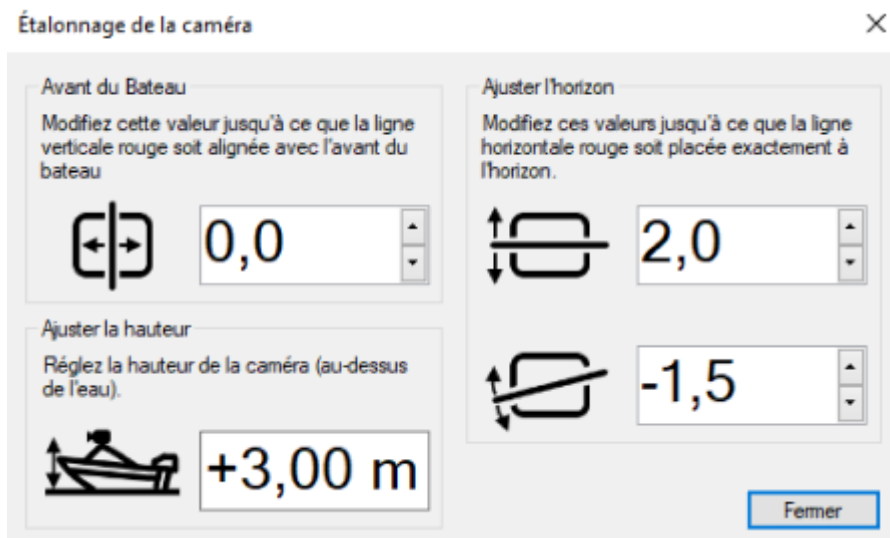 Étalonnage de la caméra
Avant du Bateau
Modifiez cette valeur jusqu'à ce que la ligne
verticale rouge soit alignée avec l'avant du
bateau
0,0
Ajuster la hauteur
Réglez la hauteur de la caméra (au-dessus
de l'eau).
+3,00 m
Ajuster l'horizon
Modifiez ces valeurs jusqu'à ce que la ligne
horizontale rouge soit placée exactement à
l'horizon.
2,0
-1,5
Fermer